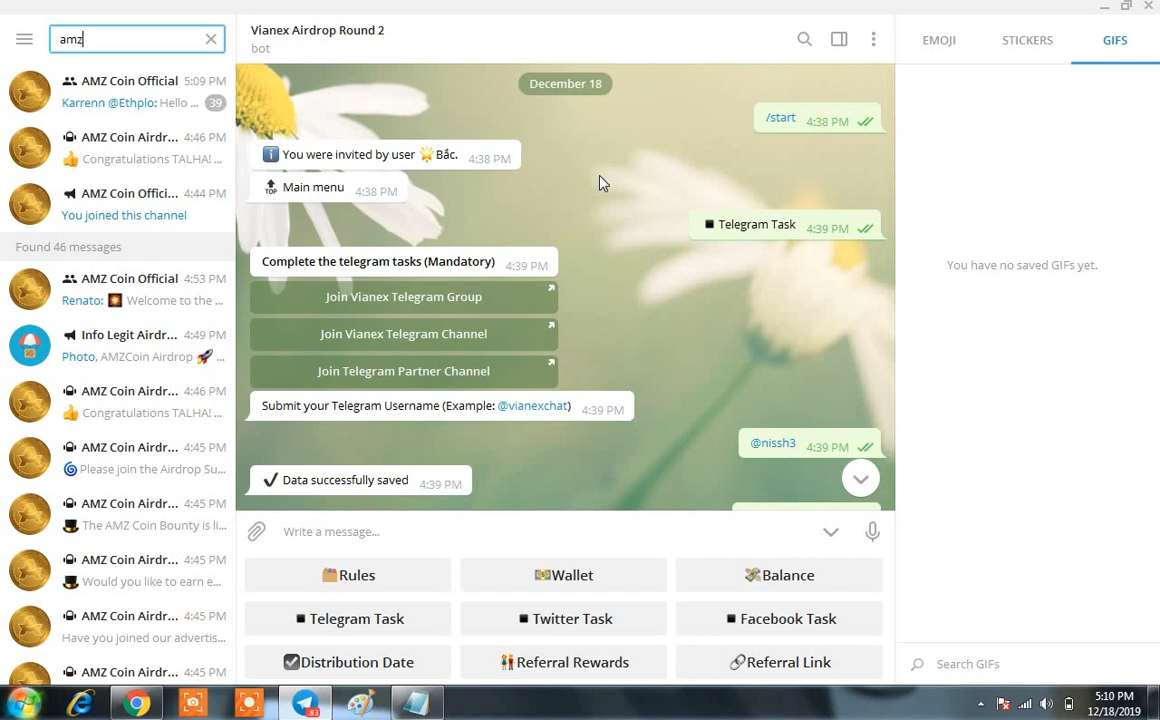 amz
AMZ Coin Official 5:09 PM
Karrenn @Ethplo: Hello ... 39
AMZ Coin Airdr... 4:46 PM
Congratulations TALHA! ...
AMZ Coin Offici... 4:44 PM
You joined this channel
Found 46 messages
AMZ Coin Official 4:53 PM
Renato: 💥 Welcome to the ...
Info Legit Airdr... 4:49 PM
Photo, AMZCoin Airdrop 🚀 ...
AMZ Coin Airdr... 4:46 PM
👍 Congratulations TALHA! ...
AMZ Coin Airdr... 4:45 PM
🌀 Please join the Airdrop Su...
AMZ Coin Airdr... 4:45 PM
🎩 The AMZ Coin Bounty is li...
AMZ Coin Airdr... 4:45 PM
🎩 Would you like to earn e...
AMZ Coin Airdr... 4:45 PM
Have you joined our advertis...
AMZ Coin Airdr... 4:45 PM
Vianex Airdrop Round 2
bot
December 18
/start 4:38 PM
ℹ️ You were invited by user 🌟Bắc. 4:38 PM
🔝 Main menu 4:38 PM
◾ Telegram Task 4:39 PM
Complete the telegram tasks (Mandatory) 4:39 PM
Join Vianex Telegram Group
Join Vianex Telegram Channel
Join Telegram Partner Channel
Submit your Telegram Username (Example: @vianexchat) 4:39 PM
@nissh3 4:39 PM
✔️ Data successfully saved 4:39 PM
Write a message...
Rules Wallet Balance
◾ Telegram Task ◾ Twitter Task ◾ Facebook Task
☑️Distribution Date 👫Referral Rewards 🔗Referral Link
EMOJI STICKERS GIFS
You have no saved GIFs yet.
Search GIFs
83
5:10 PM
12/18/2019